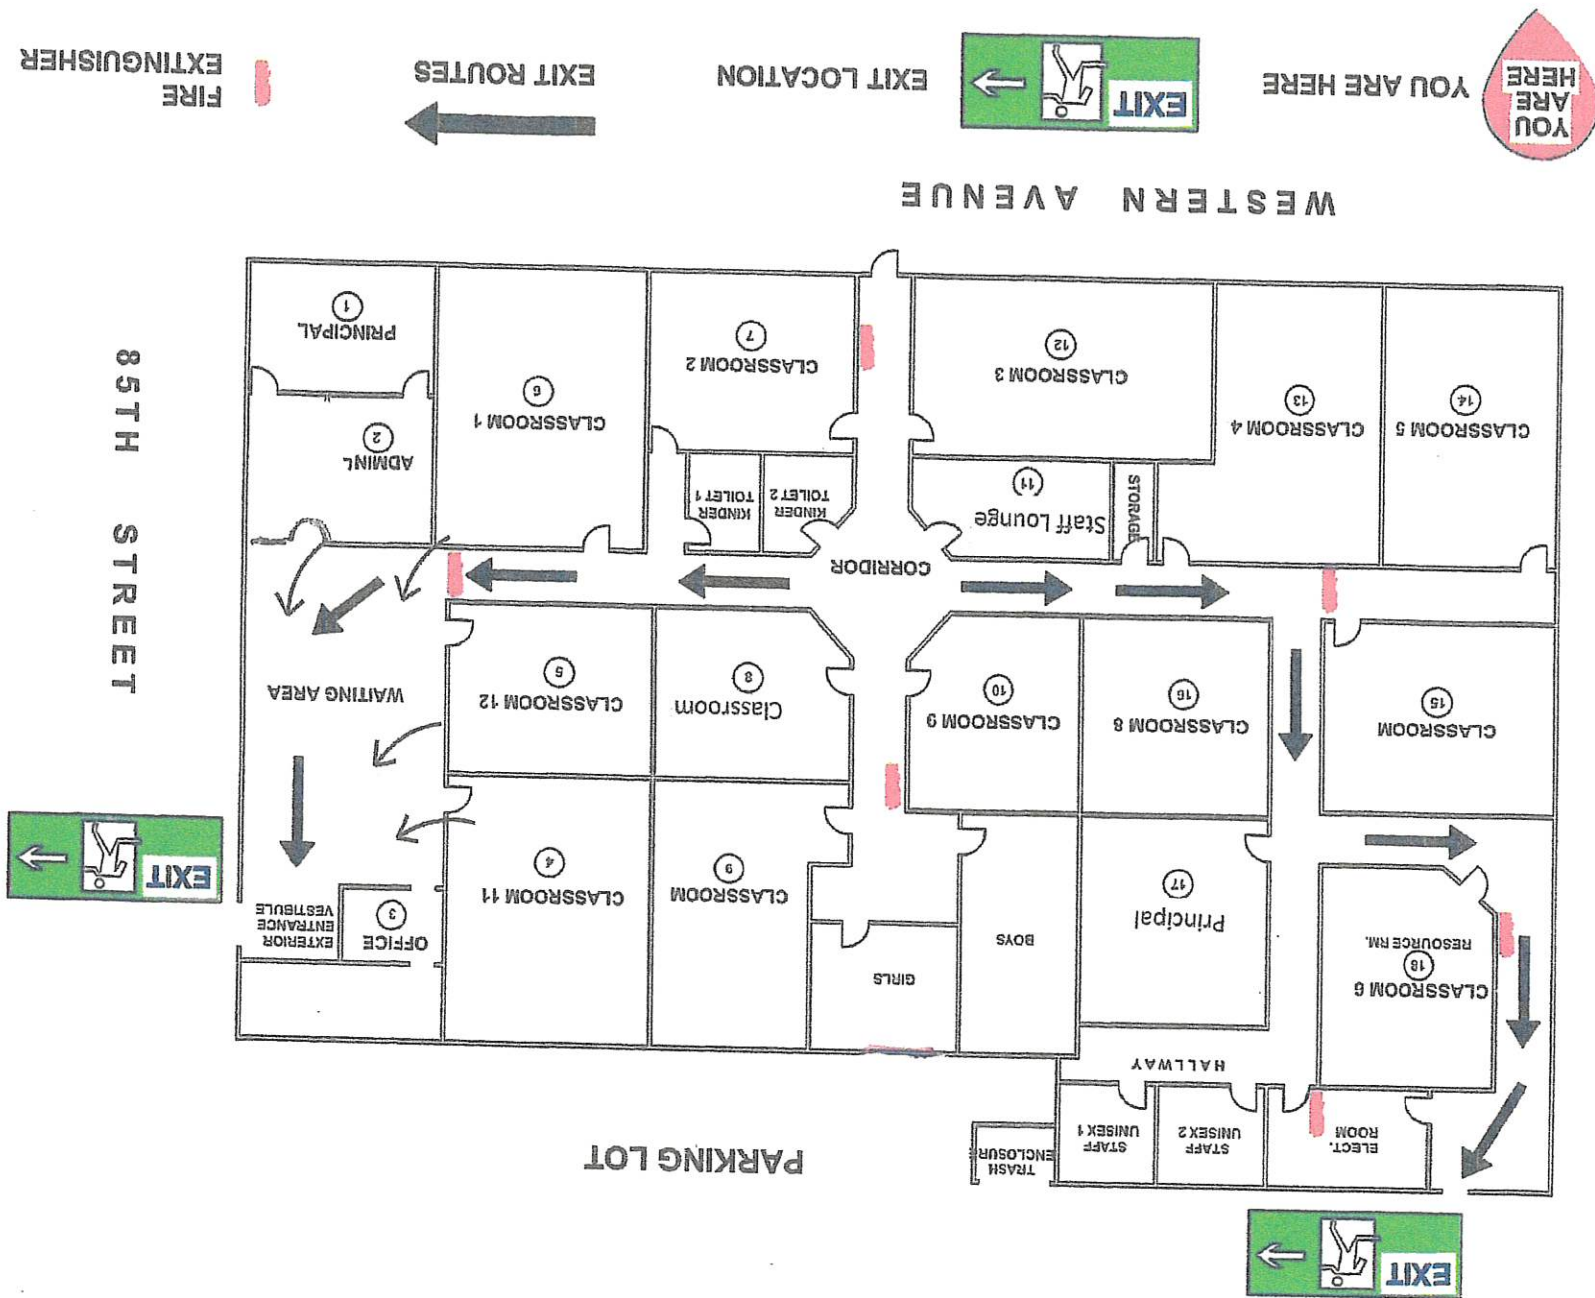 EXIT
PARKING LOT
TRASH
ENCLOSURE
ELECT.
ROOM
STAFF
UNISEX 2
STAFF
UNISEX 1
HALLWAY
CLASSROOM 6
18
RESOURCE RM.
Principal
17
BOYS
GIRLS
CLASSROOM
9
CLASSROOM 11
4
OFFICE
3
EXTERIOR
ENTRANCE
VESTIBULE
EXIT
CLASSROOM
15
CLASSROOM 8
16
CLASSROOM 9
10
Classroom
8
CLASSROOM 12
5
WAITING AREA
CORRIDOR
CLASSROOM 5
14
CLASSROOM 4
13
STORAGE
Staff Lounge
(11)
CLASSROOM 3
12
KINDER
TOILET 2
KINDER
TOILET 1
CLASSROOM 2
7
CLASSROOM 1
6
ADMIN'L
2
PRINCIPAL
1
85TH STREET
WESTERN AVENUE
YOU
ARE
HERE
YOU ARE HERE
EXIT
EXIT LOCATION
EXIT ROUTES
FIRE
EXTINGUISHER